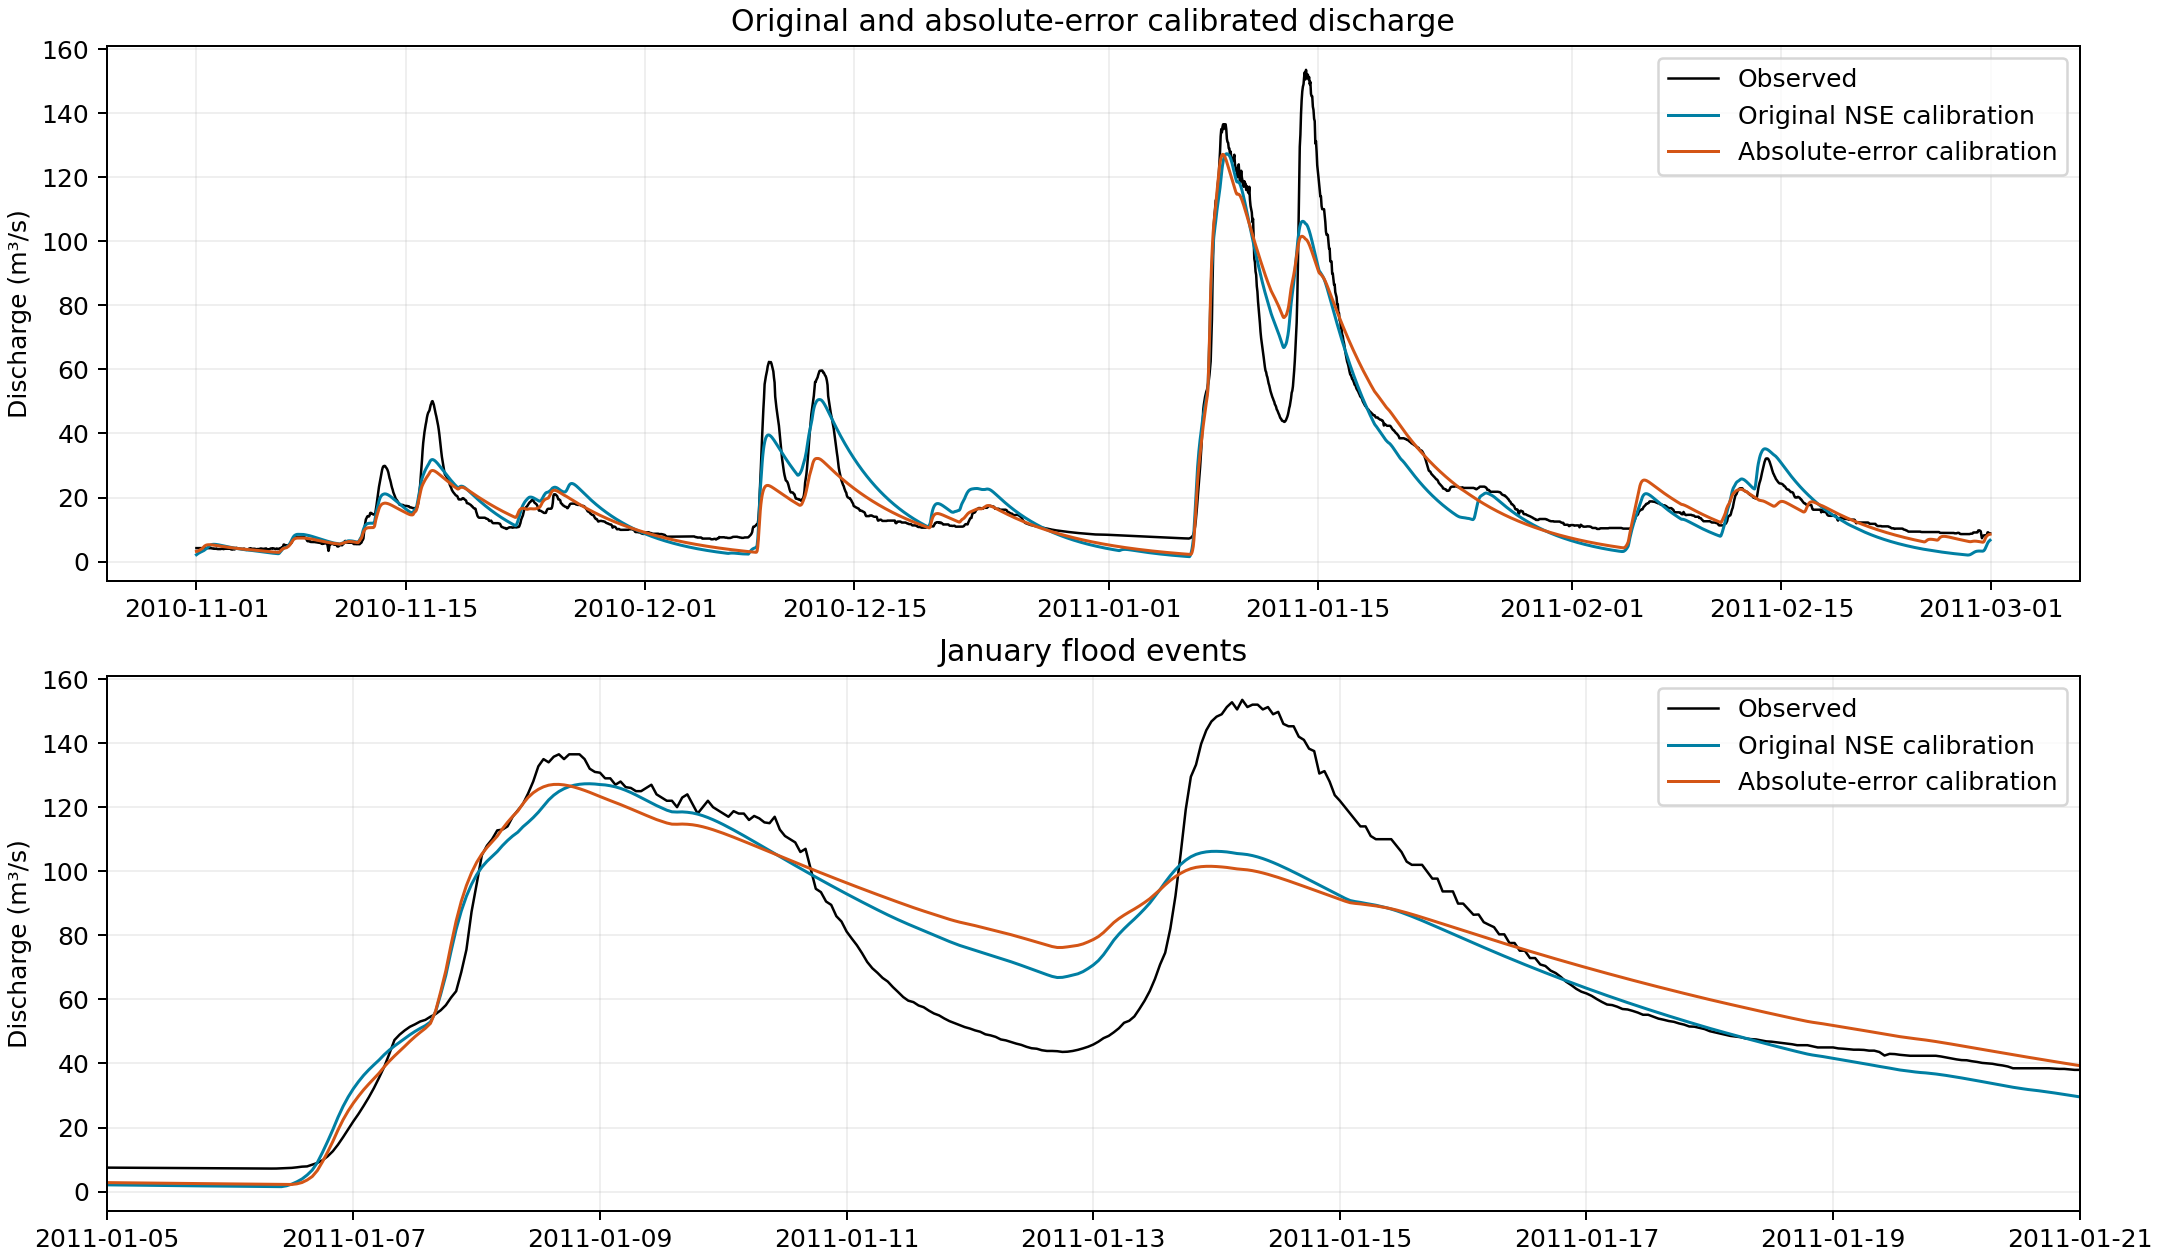 Original and absolute-error calibrated discharge
160
140
120
100
80
60
40
20
0
Discharge (m³/s)
Observed
Original NSE calibration
Absolute-error calibration
2010-11-01 2010-11-15 2010-12-01 2010-12-15 2011-01-01 2011-01-15 2011-02-01 2011-02-15 2011-03-01
January flood events
160
140
120
100
80
60
40
20
0
Discharge (m³/s)
Observed
Original NSE calibration
Absolute-error calibration
2011-01-05 2011-01-07 2011-01-09 2011-01-11 2011-01-13 2011-01-15 2011-01-17 2011-01-19 2011-01-21